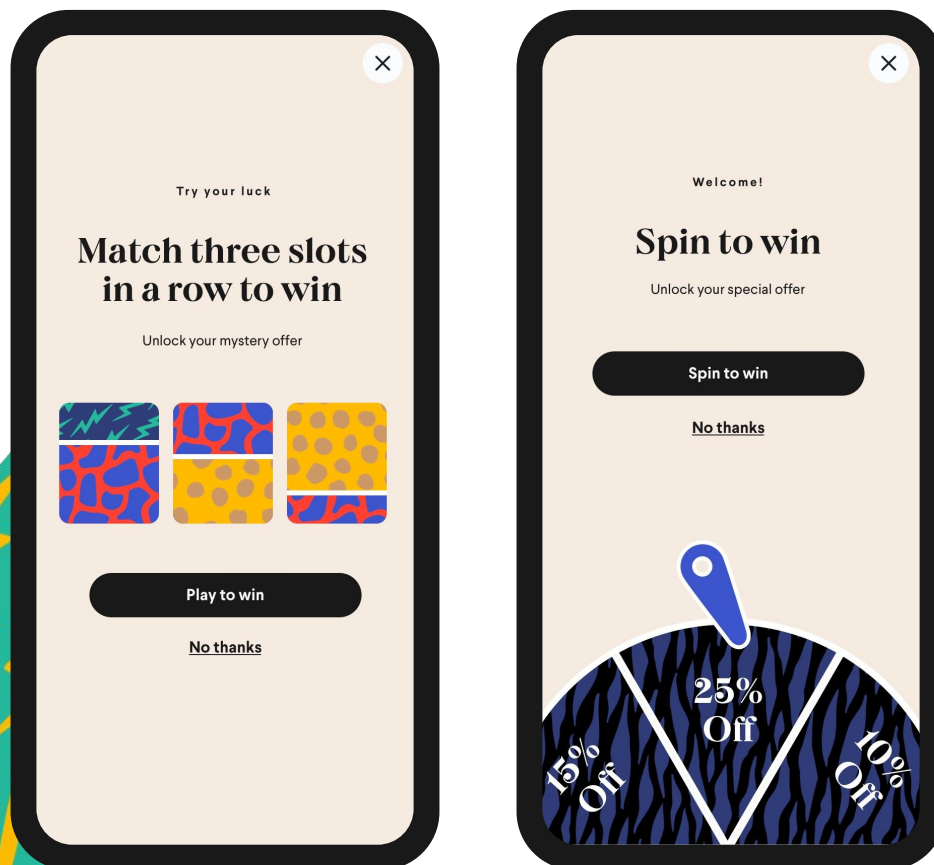 Try your luck
Match three slots
in a row to win
Unlock your mystery offer
Play to win
No thanks
Welcome!
Spin to win
Unlock your special offer
Spin to win
No thanks
15%
Off
25%
Off
10%
Off